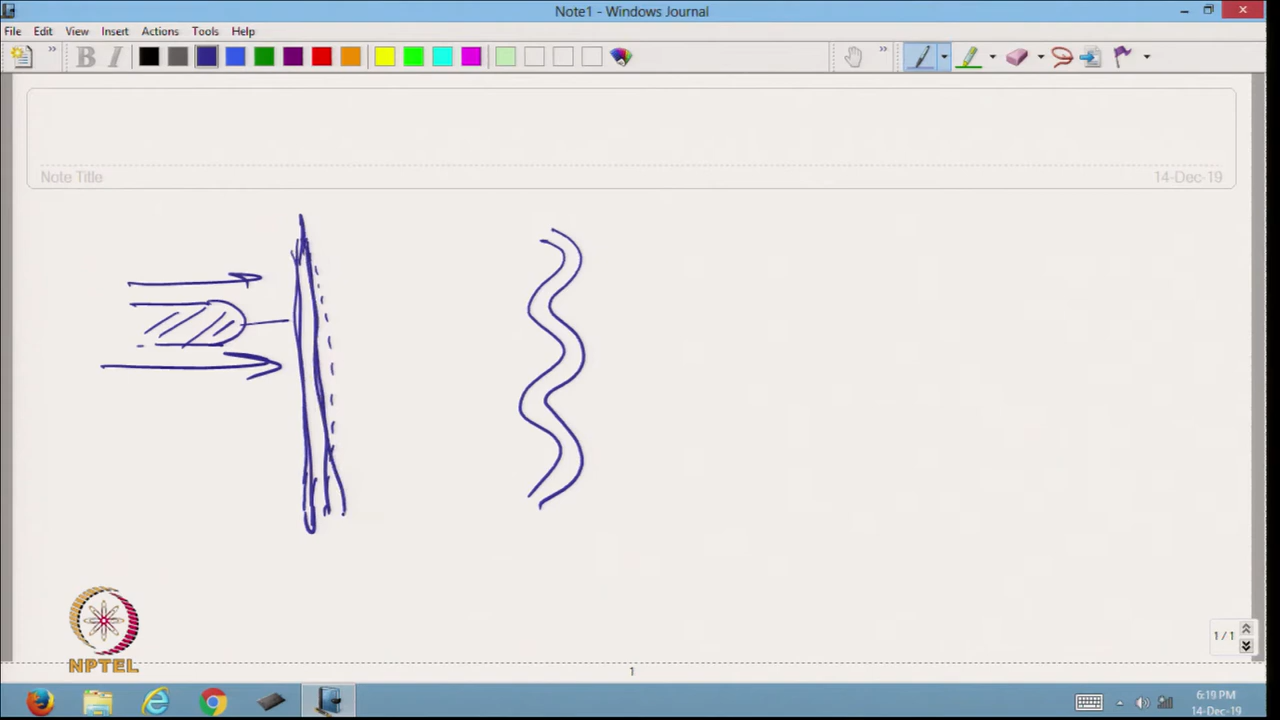 Note1 - Windows Journal
File Edit View Insert Actions Tools Help
B I
Note Title
14-Dec-19
1 / 1
NPTEL
1
6:19 PM
14-Dec-19